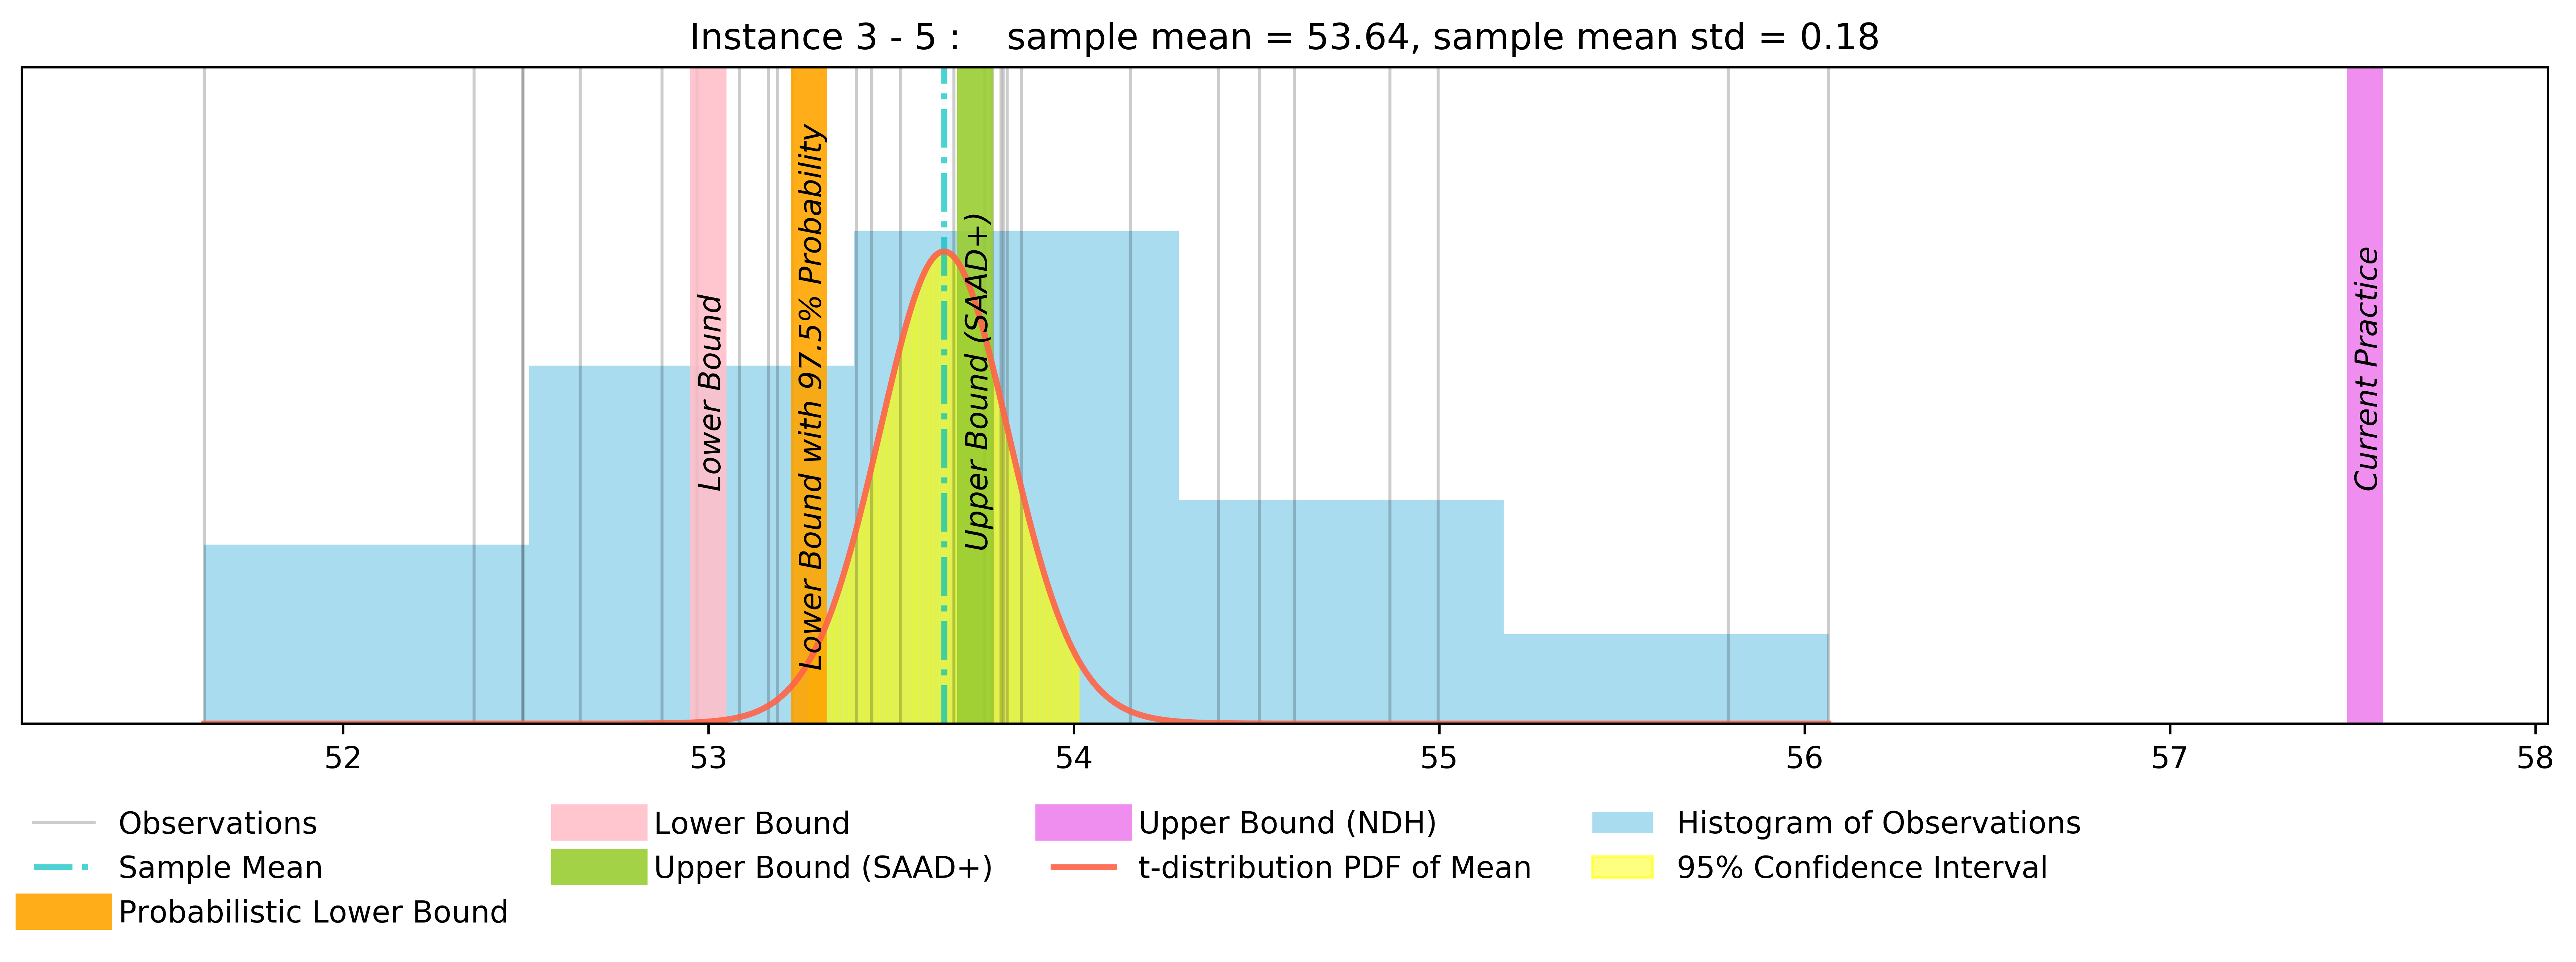 Instance 3 - 5 :    sample mean = 53.64, sample mean std = 0.18
Lower Bound
Lower Bound with 97.5% Probability
Upper Bound (SAAD+)
Current Practice
52 53 54 55 56 57 58
Observations
Sample Mean
Probabilistic Lower Bound
Lower Bound
Upper Bound (SAAD+)
Upper Bound (NDH)
t-distribution PDF of Mean
Histogram of Observations
95% Confidence Interval